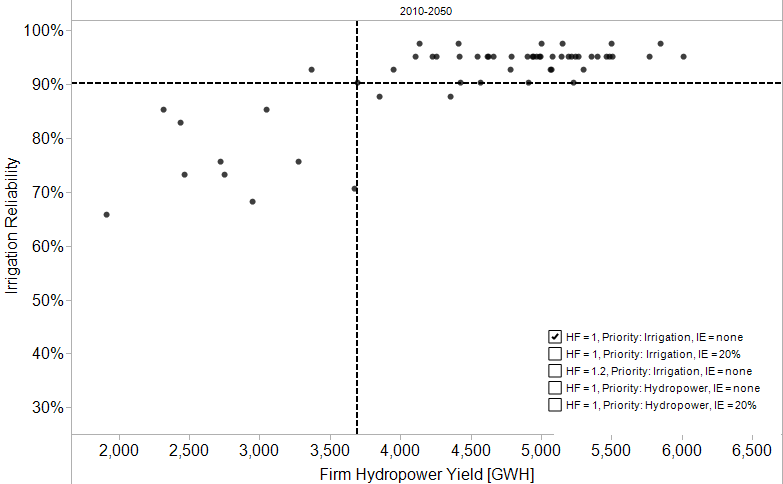 2010-2050
100%
90%
80%
70%
60%
50%
40%
30%
Irrigation Reliability
HF = 1, Priority: Irrigation, IE = none
HF = 1, Priority: Irrigation, IE = 20%
HF = 1.2, Priority: Irrigation, IE = none
HF = 1, Priority: Hydropower, IE = none
HF = 1, Priority: Hydropower, IE = 20%
2,000 2,500 3,000 3,500 4,000 4,500 5,000 5,500 6,000 6,500
Firm Hydropower Yield [GWH]